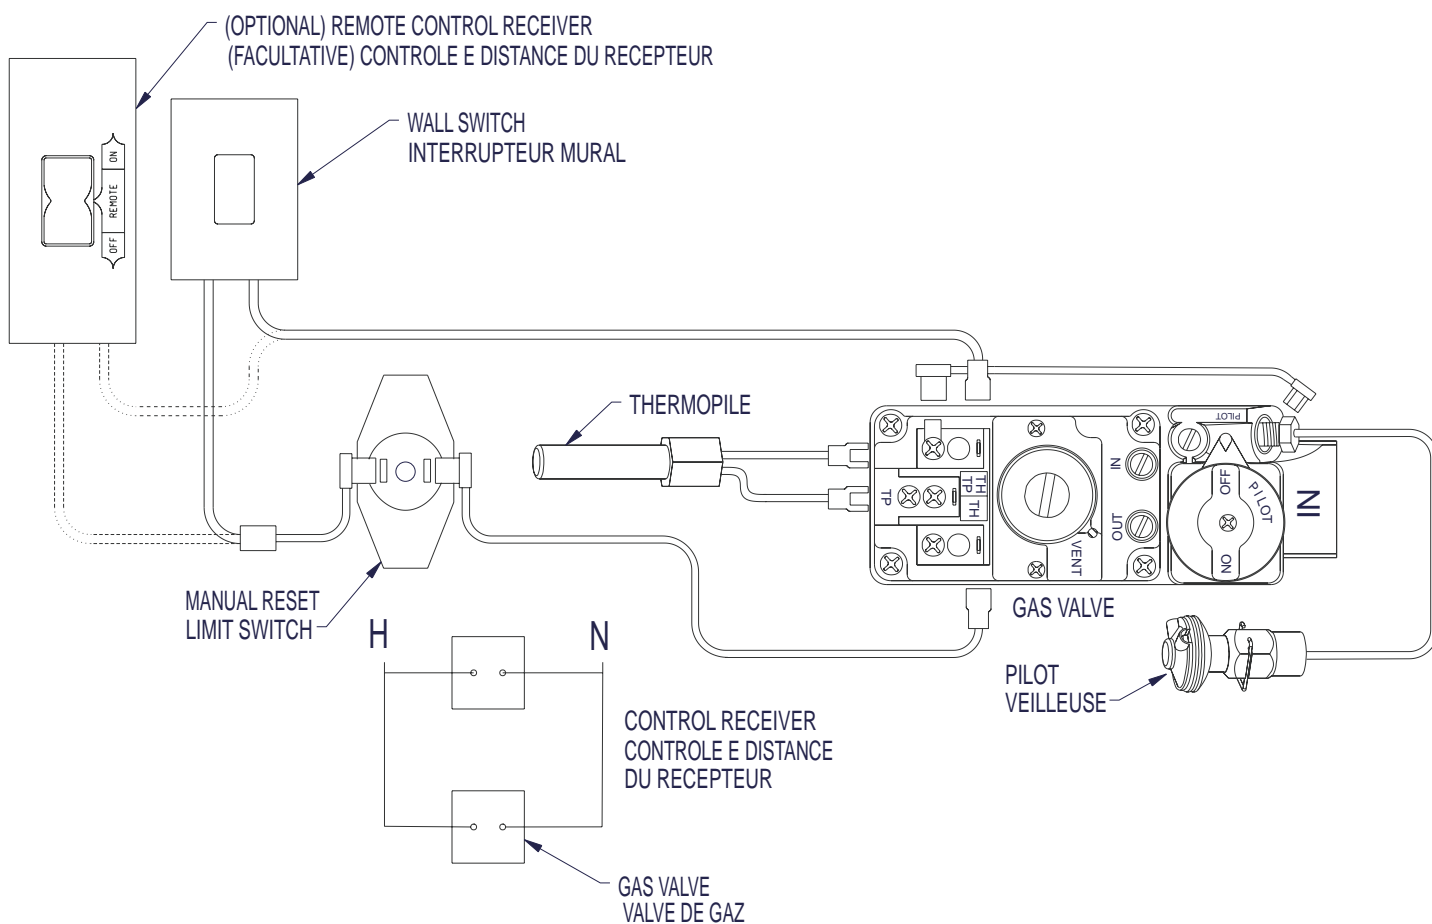 (OPTIONAL) REMOTE CONTROL RECEIVER
(FACULTATIVE) CONTROLE E DISTANCE DU RECEPTEUR
WALL SWITCH
INTERRUPTEUR MURAL
ON
REMOTE
OFF
THERMOPILE
PILOT
IN
OFF
PILOT
IN
TP
TH
TP
TH
OUT
VENT
ON
GAS VALVE
MANUAL RESET
LIMIT SWITCH
H
N
PILOT
VEILLEUSE
CONTROL RECEIVER
CONTROLE E DISTANCE
DU RECEPTEUR
GAS VALVE
VALVE DE GAZ